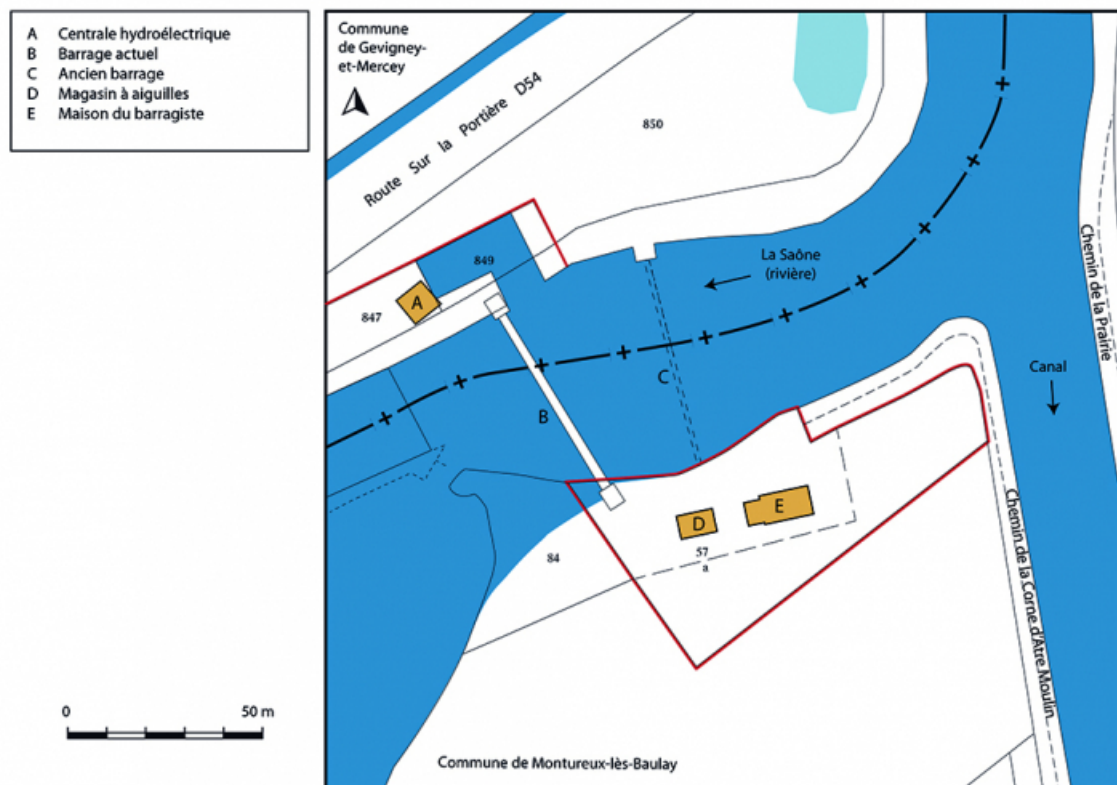 A Centrale hydroélectrique
B Barrage actuel
C Ancien barrage
D Magasin à aiguilles
E Maison du barragiste
0 50 m
Commune
de Gevigney-
et-Mercey
Route Sur la Portière D54
850
849
847
A
B
C
La Saône
(rivière)
Canal
Chemin de la Prairie
Chemin de la Corne d'Atre Moulin
D
E
57
a
84
Commune de Montureux-lès-Baulay